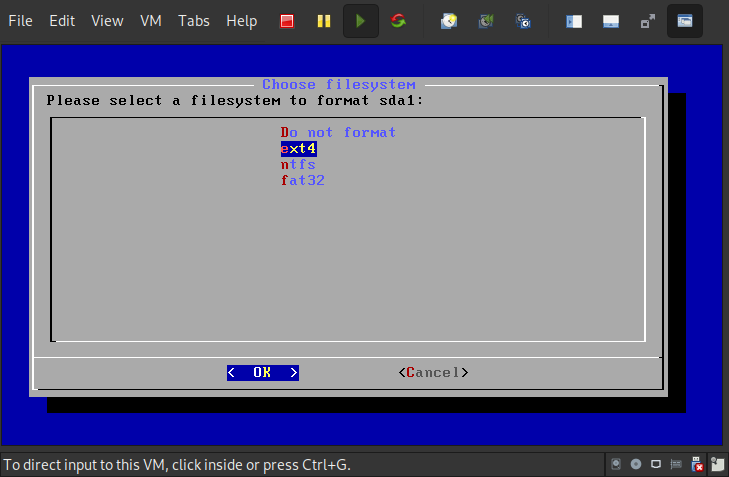 File Edit View VM Tabs Help
Choose filesystem
Please select a filesystem to format sda1:
Do not format
ext4
ntfs
fat32
< OK > <Cancel>
To direct input to this VM, click inside or press Ctrl+G.